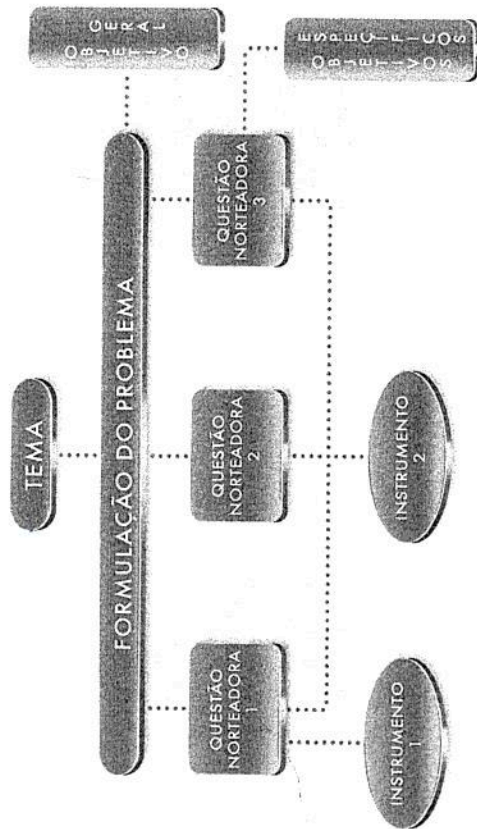 TEMA
FORMULAÇÃO DO PROBLEMA
OBJETIVO
GERAL
QUESTÃO
NORTEADORA
1
QUESTÃO
NORTEADORA
2
QUESTÃO
NORTEADORA
3
OBJETIVOS
ESPECÍFICOS
INSTRUMENTO
1
INSTRUMENTO
2